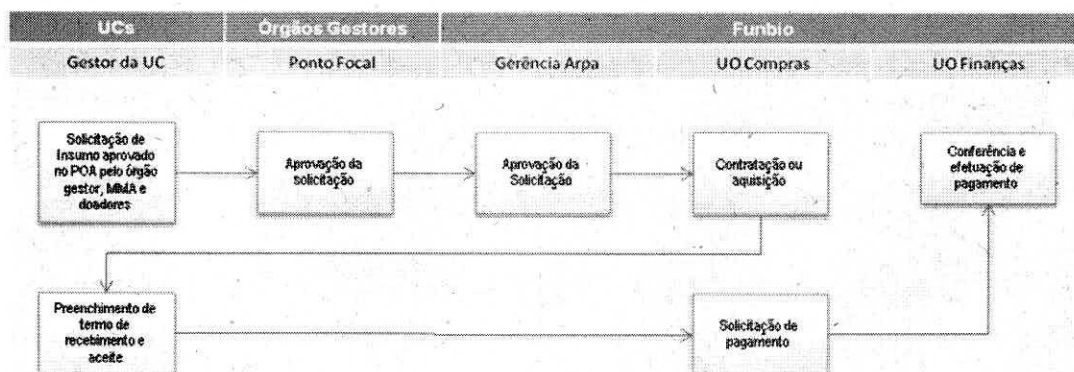 UCs
Órgãos Gestores
Funbio
Gestor da UC
Ponto Focal
Gerência Arpa
UO Compras
UO Finanças
Solicitação de
Insumo aprovado
no POA pelo órgão
gestor, MMA e
doadores
Aprovação da
solicitação
Aprovação da
Solicitação
Contratação ou
aquisição
Conferência e
efetuação de
pagamento
Preenchimento de
termo de
recebimento e
aceite
Solicitação de
pagamento